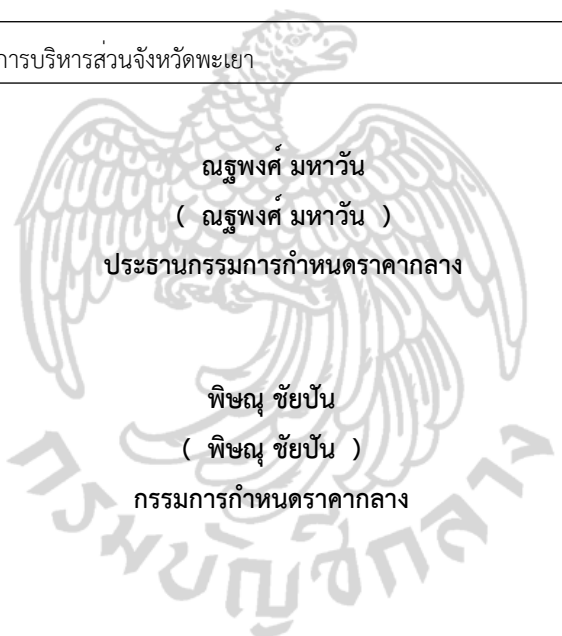 การบริหารส่วนจังหวัดพะเยา
ณฐพงศ์ มหาวัน
( ณฐพงศ์ มหาวัน )
ประธานกรรมการกำหนดราคากลาง
พิษณุ ชัยปัน
( พิษณุ ชัยปัน )
กรรมการกำหนดราคากลาง
กรมบัญชีกลาง